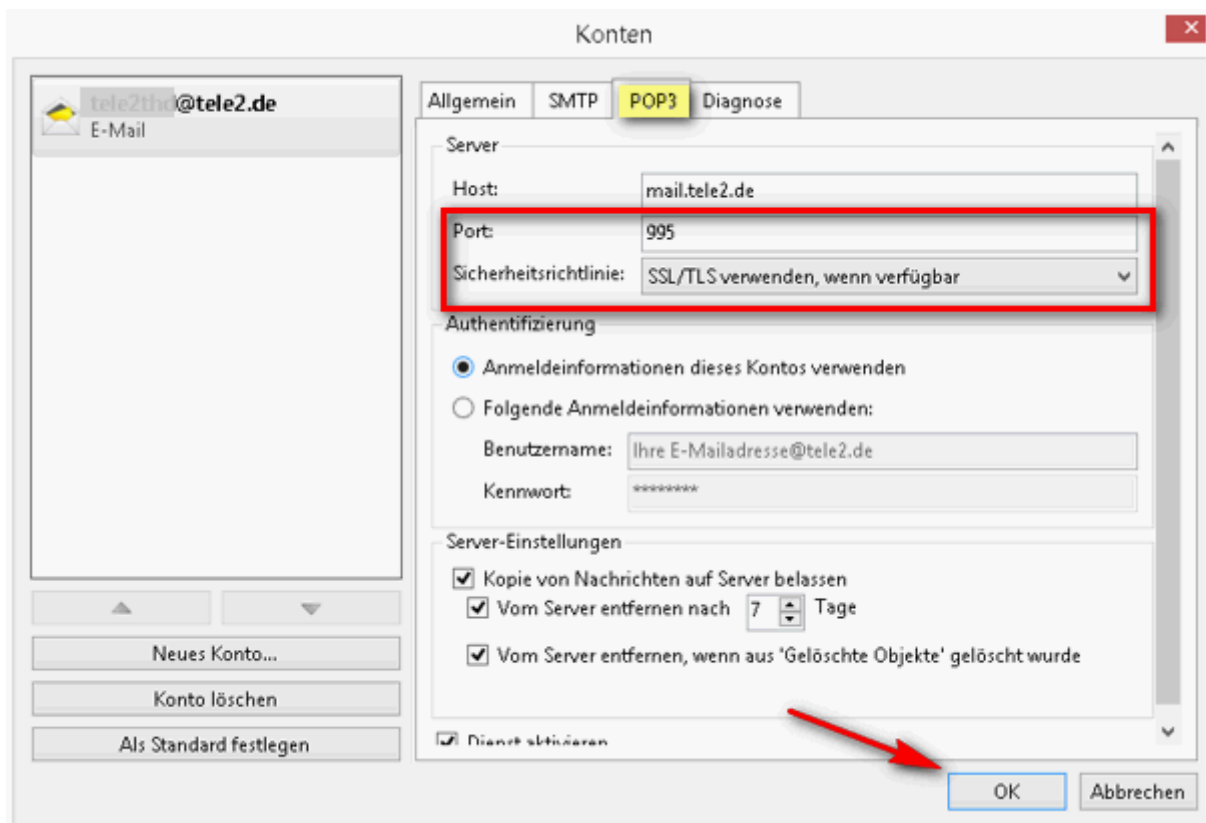 Konten
tele2thd@tele2.de
E-Mail
Neues Konto...
Konto löschen
Als Standard festlegen
Allgemein SMTP POP3 Diagnose
Server
Host: mail.tele2.de
Port: 995
Sicherheitsrichtlinie: SSL/TLS verwenden, wenn verfügbar
Authentifizierung
Anmeldeinformationen dieses Kontos verwenden
Folgende Anmeldeinformationen verwenden:
Benutzername: Ihre E-Mailadresse@tele2.de
Kennwort: ********
Server-Einstellungen
Kopie von Nachrichten auf Server belassen
Vom Server entfernen nach 7 Tage
Vom Server entfernen, wenn aus 'Gelöschte Objekte' gelöscht wurde
Dienst aktivieren
OK Abbrechen